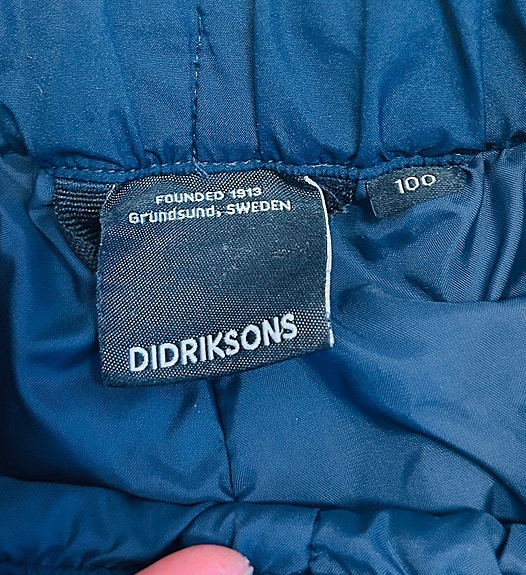 FOUNDED 1913
Grundsund, SWEDEN
DIDRIKSONS
100